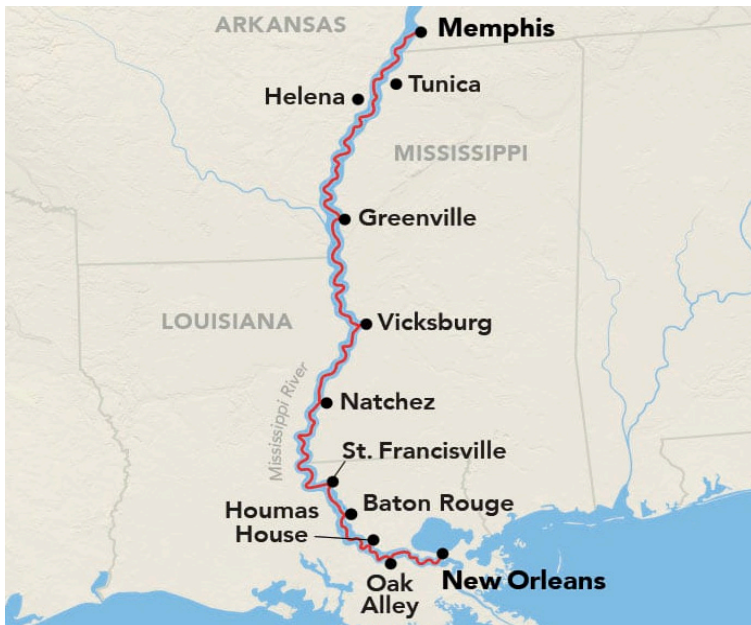 ARKANSAS
Memphis
Tunica
Helena
MISSISSIPPI
Greenville
LOUISIANA
Vicksburg
Mississippi River
Natchez
St. Francisville
Baton Rouge
Houmas
House
Oak
Alley
New Orleans